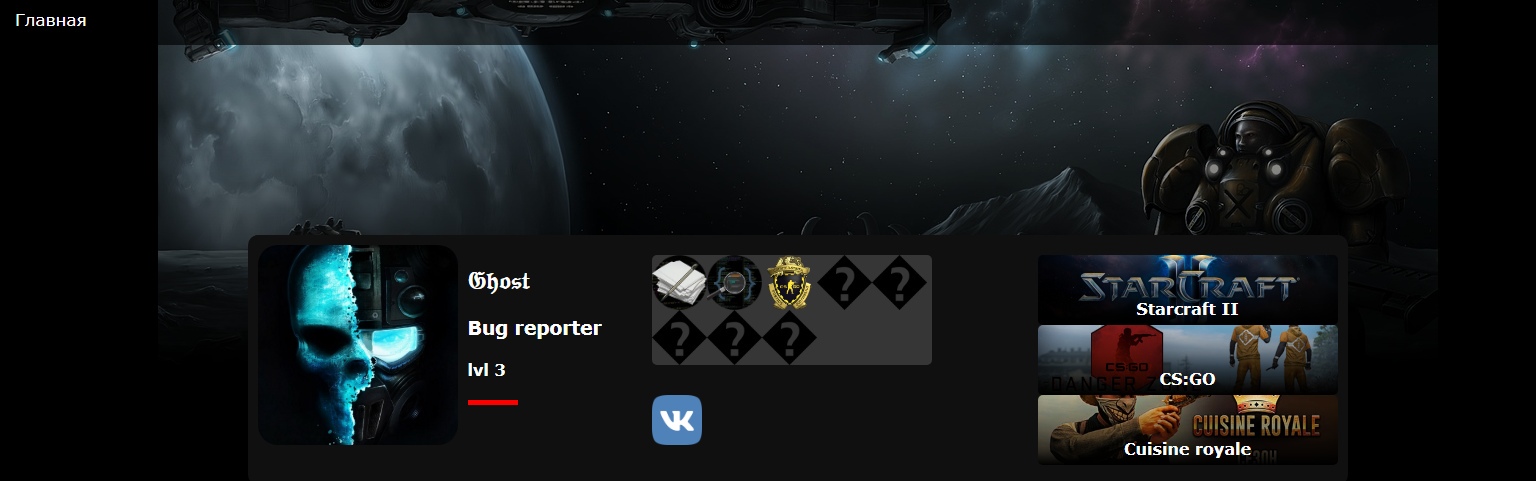 Главная
Ghost
Bug reporter
lvl 3
? ?
? ? ?
STARCRAFT
II
Starcraft II
CS:GO
DANGER Z
CS:GO
CUISINE ROYALE
Cuisine royale